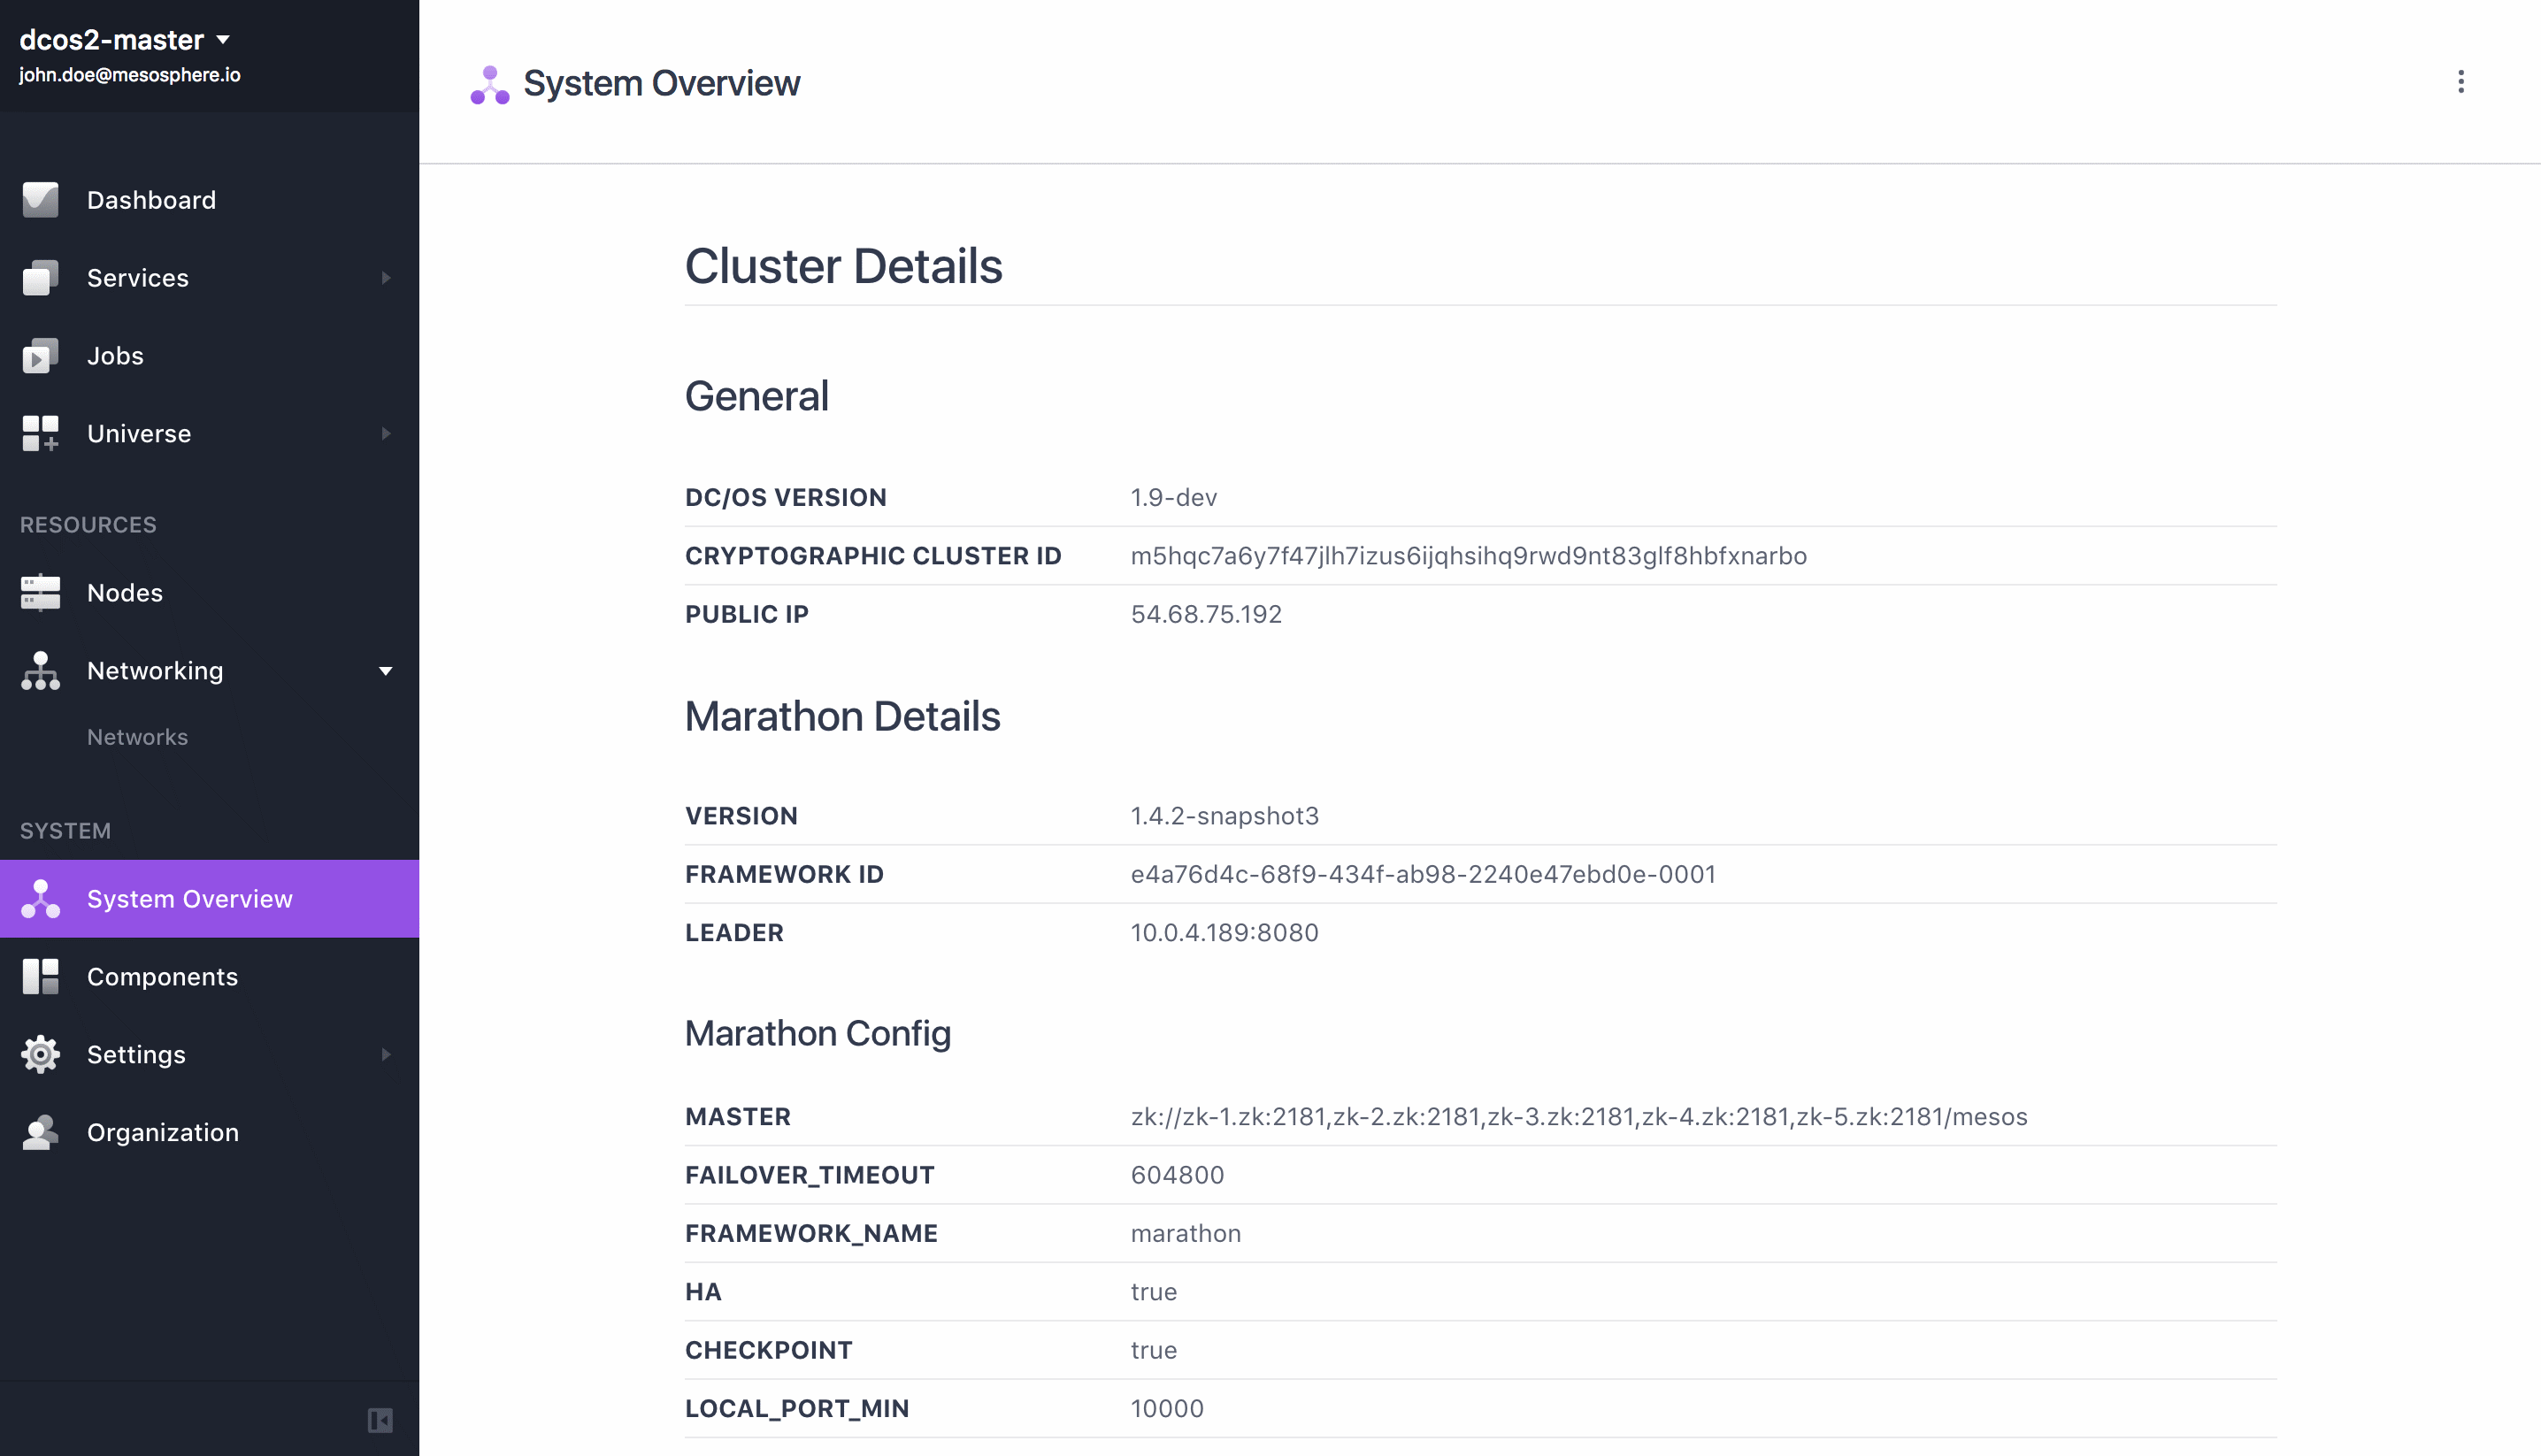 dcos2-master
john.doe@mesosphere.io
Dashboard
Services
Jobs
Universe
RESOURCES
Nodes
Networking
Networks
SYSTEM
System Overview
Components
Settings
Organization
System Overview
Cluster Details
General
DC/OS VERSION 1.9-dev
CRYPTOGRAPHIC CLUSTER ID m5hqc7a6y7f47jlh7izus6ijqhsihq9rwd9nt83glf8hbfxnarbo
PUBLIC IP 54.68.75.192
Marathon Details
VERSION 1.4.2-snapshot3
FRAMEWORK ID e4a76d4c-68f9-434f-ab98-2240e47ebd0e-0001
LEADER 10.0.4.189:8080
Marathon Config
MASTER zk://zk-1.zk:2181,zk-2.zk:2181,zk-3.zk:2181,zk-4.zk:2181,zk-5.zk:2181/mesos
FAILOVER_TIMEOUT 604800
FRAMEWORK_NAME marathon
HA true
CHECKPOINT true
LOCAL_PORT_MIN 10000